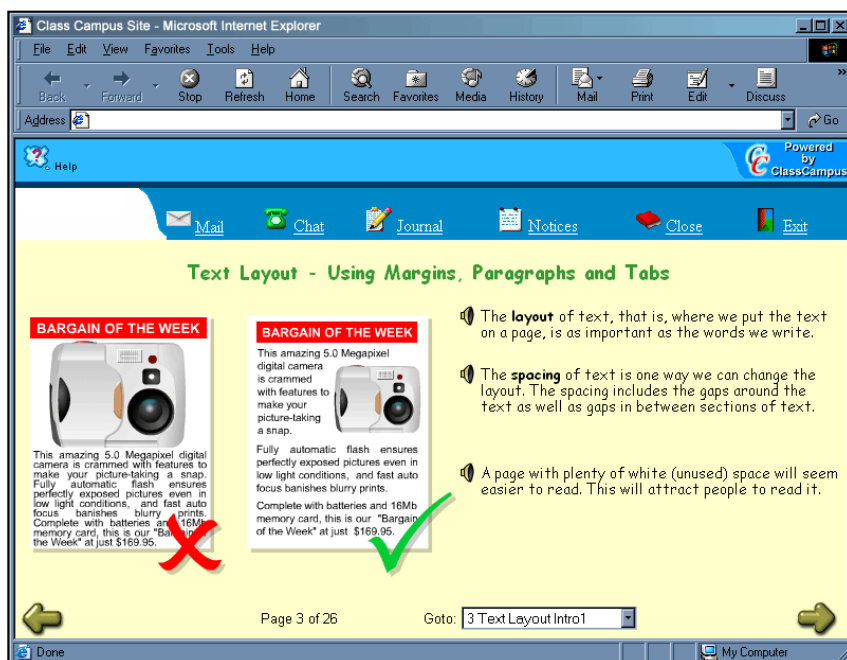 Class Campus Site - Microsoft Internet Explorer
File Edit View Favorites Tools Help
Back Forward Stop Refresh Home Search Favorites Media History Mail Print Edit Discuss
Address Go
Help
Powered
by
ClassCampus
Mail Chat Journal Notices Close Exit
Text Layout - Using Margins, Paragraphs and Tabs
BARGAIN OF THE WEEK
This amazing 5.0 Megapixel digital
camera is crammed with features to
make your picture-taking a snap.
Fully automatic flash ensures
perfectly exposed pictures even in
low light conditions, and fast auto
focus banishes blurry prints.
Complete with batteries and 16Mb
memory card, this is our "Bargain of
the Week" at just $169.95.
BARGAIN OF THE WEEK
This amazing 5.0 Megapixel
digital camera
is crammed
with features to
make your
picture-taking
a snap.
Fully automatic flash ensures
perfectly exposed pictures even in
low light conditions, and fast auto
focus banishes blurry prints.
Complete with batteries and 16Mb
memory card, this is our "Bargain
of the Week" at just $169.95.
The layout of text, that is, where we put the text
on a page, is as important as the words we write.
The spacing of text is one way we can change the
layout. The spacing includes the gaps around the
text as well as gaps in between sections of text.
A page with plenty of white (unused) space will seem
easier to read. This will attract people to read it.
Page 3 of 26 Goto: 3 Text Layout Intro1
Done My Computer